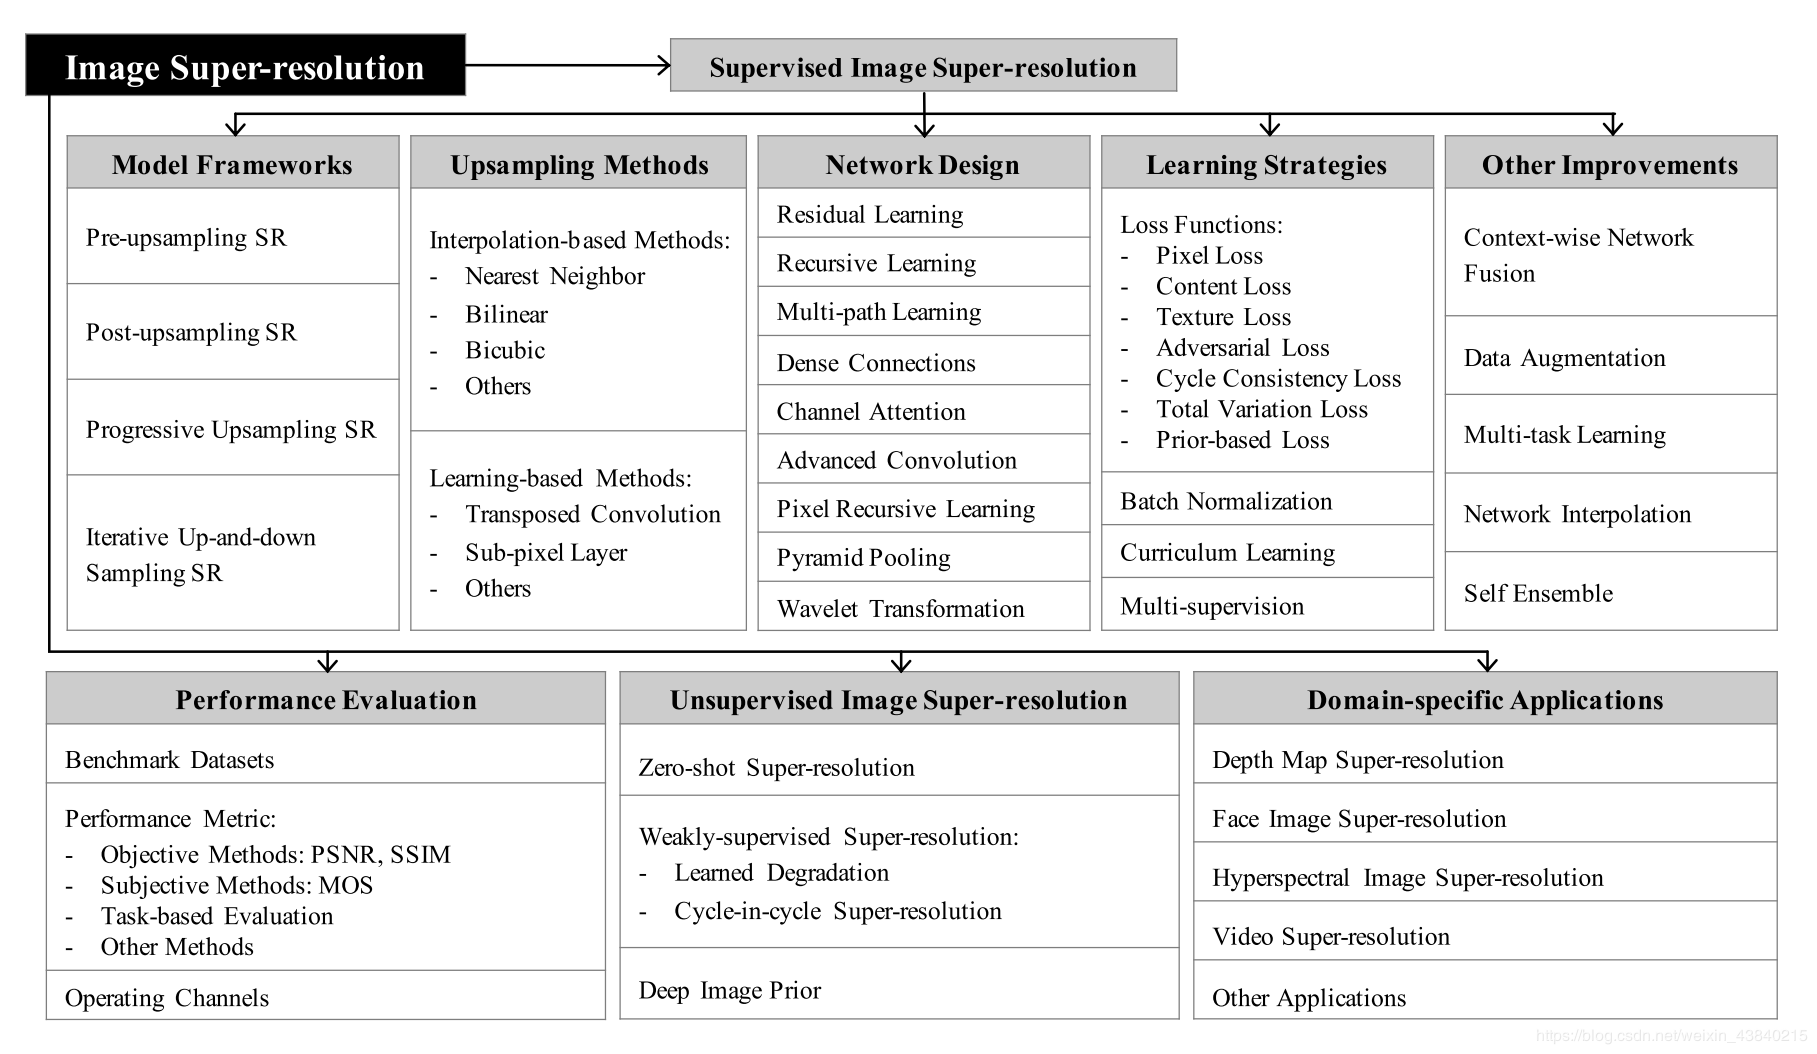 Image Super-resolution
Supervised Image Super-resolution
Model Frameworks
Pre-upsampling SR
Post-upsampling SR
Progressive Upsampling SR
Iterative Up-and-down
Sampling SR
Upsampling Methods
Interpolation-based Methods:
- Nearest Neighbor
- Bilinear
- Bicubic
- Others
Learning-based Methods:
- Transposed Convolution
- Sub-pixel Layer
- Others
Network Design
Residual Learning
Recursive Learning
Multi-path Learning
Dense Connections
Channel Attention
Advanced Convolution
Pixel Recursive Learning
Pyramid Pooling
Wavelet Transformation
Learning Strategies
Loss Functions:
- Pixel Loss
- Content Loss
- Texture Loss
- Adversarial Loss
- Cycle Consistency Loss
- Total Variation Loss
- Prior-based Loss
Batch Normalization
Curriculum Learning
Multi-supervision
Other Improvements
Context-wise Network
Fusion
Data Augmentation
Multi-task Learning
Network Interpolation
Self Ensemble
Performance Evaluation
Benchmark Datasets
Performance Metric:
- Objective Methods: PSNR, SSIM
- Subjective Methods: MOS
- Task-based Evaluation
- Other Methods
Operating Channels
Unsupervised Image Super-resolution
Zero-shot Super-resolution
Weakly-supervised Super-resolution:
- Learned Degradation
- Cycle-in-cycle Super-resolution
Deep Image Prior
Domain-specific Applications
Depth Map Super-resolution
Face Image Super-resolution
Hyperspectral Image Super-resolution
Video Super-resolution
Other Applications
https://blog.csdn.net/weixin_43840215